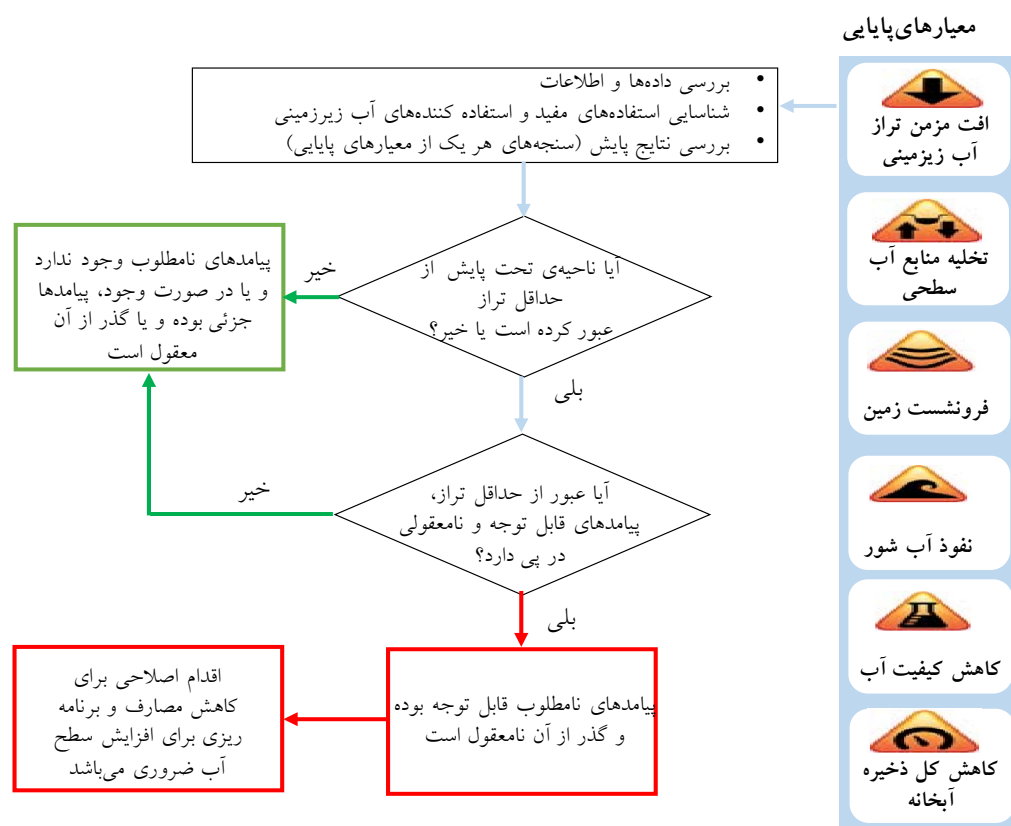 معیارهای‌پایایی
افت مزمن تراز
آب زیزمینی
تخلیه منابع آب
سطحی
فرونشست زمین
نفوذ آب شور
کاهش کیفیت آب
کاهش کل ذخیره
آبخانه
• بررسی داده‌ها و اطلاعات
• شناسایی استفاده‌های مفید و استفاده کننده‌های آب زیرزمینی
• بررسی نتایج پایش (سنجه‌های هر یک از معیارهای پایایی)
آیا ناحیه‌ی تحت پایش از
حداقل تراز
عبور کرده است یا خیر؟
خیر
پیامدهای نامطلوب وجود ندارد
و یا در صورت وجود، پیامدها
جزئی بوده و یا گذر از آن
معقول است
بلی
آیا عبور از حداقل تراز،
پیامدهای قابل توجه و نامعقولی
در پی دارد؟
خیر
بلی
پیامدهای نامطلوب قابل توجه بوده
و گذر از آن نامعقول است
اقدام اصلاحی برای
کاهش مصارف و برنامه
ریزی برای افزایش سطح
آب ضروری می‌باشد